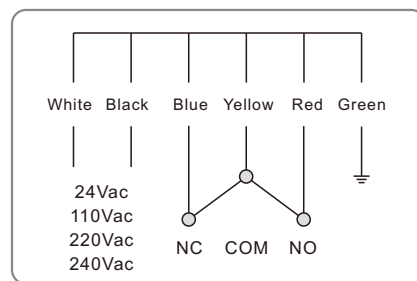 White Black Blue Yellow Red Green
24Vac
110Vac
220Vac
240Vac
NC COM NO